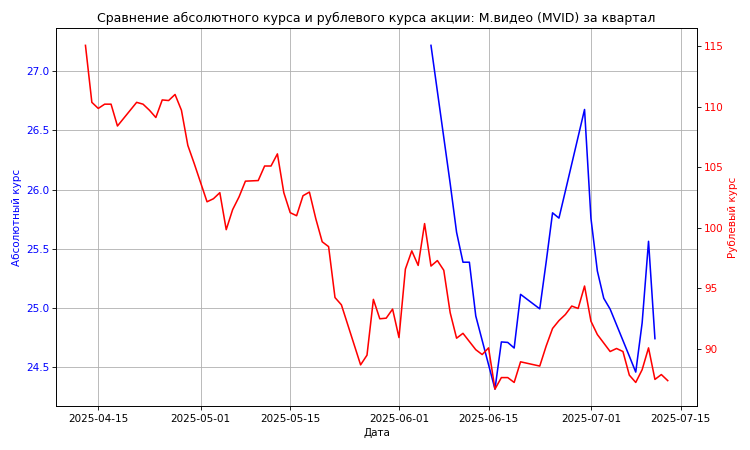 Сравнение абсолютного курса и рублевого курса акции: М.видео (MVID) за квартал
27.0
26.5
26.0
25.5
25.0
24.5
Абсолютный курс
115
110
105
100
95
90
Рублевый курс
2025-04-15 2025-05-01 2025-05-15 2025-06-01 2025-06-15 2025-07-01 2025-07-15
Дата